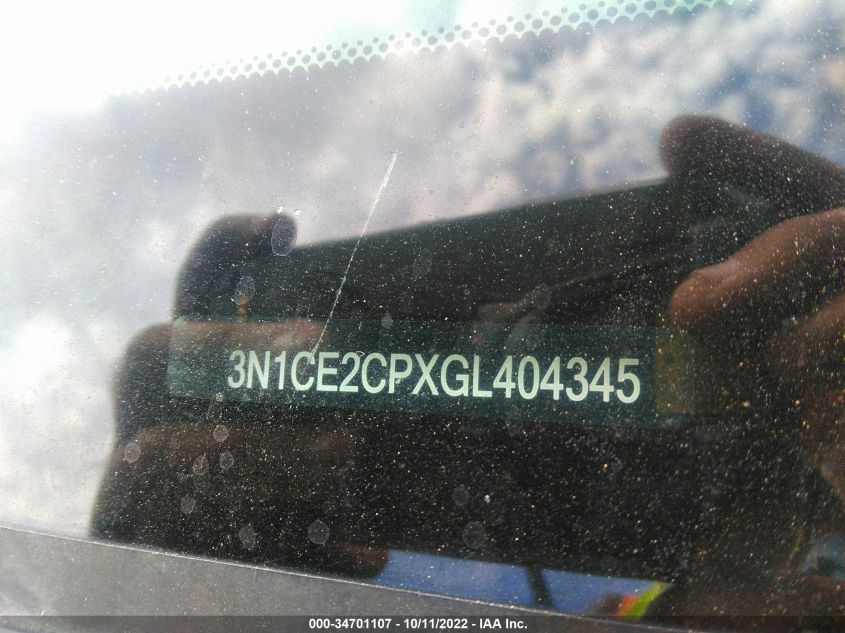 3N1CE2CPXGL404345
000-34701107 - 10/11/2022 - IAA Inc.